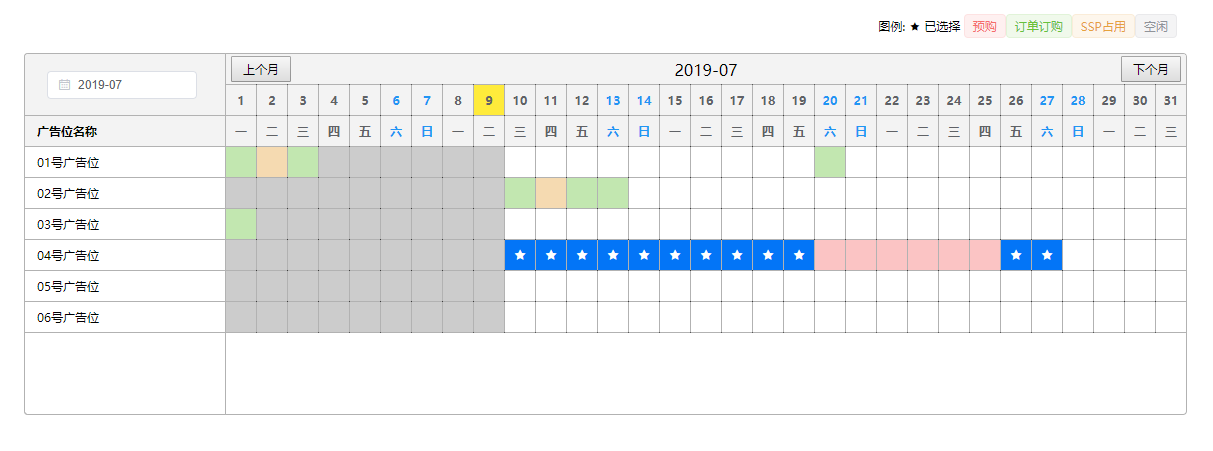 图例: ★ 已选择 预购 订单订购 SSP占用 空闲
上个月 2019-07 下个月
2019-07
1 2 3 4 5 6 7 8 9 10 11 12 13 14 15 16 17 18 19 20 21 22 23 24 25 26 27 28 29 30 31
广告位名称 一 二 三 四 五 六 日 一 二 三 四 五 六 日 一 二 三 四 五 六 日 一 二 三 四 五 六 日 一 二 三
01号广告位
02号广告位
03号广告位
04号广告位 ★ ★ ★ ★ ★ ★ ★ ★ ★ ★ ★ ★
05号广告位
06号广告位